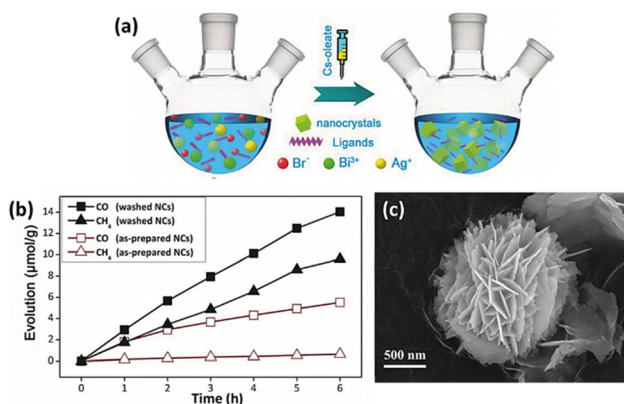 (a)
Cs-oleate
nanocrystals
Ligands
Br⁻ Bi³⁺ Ag⁺
(b)
CO (washed NCs)
CH₄ (washed NCs)
CO (as-prepared NCs)
CH₄ (as-prepared NCs)
Evolution (μmol/g)
14
12
10
8
6
4
2
0
0 1 2 3 4 5 6
Time (h)
(c)
500 nm